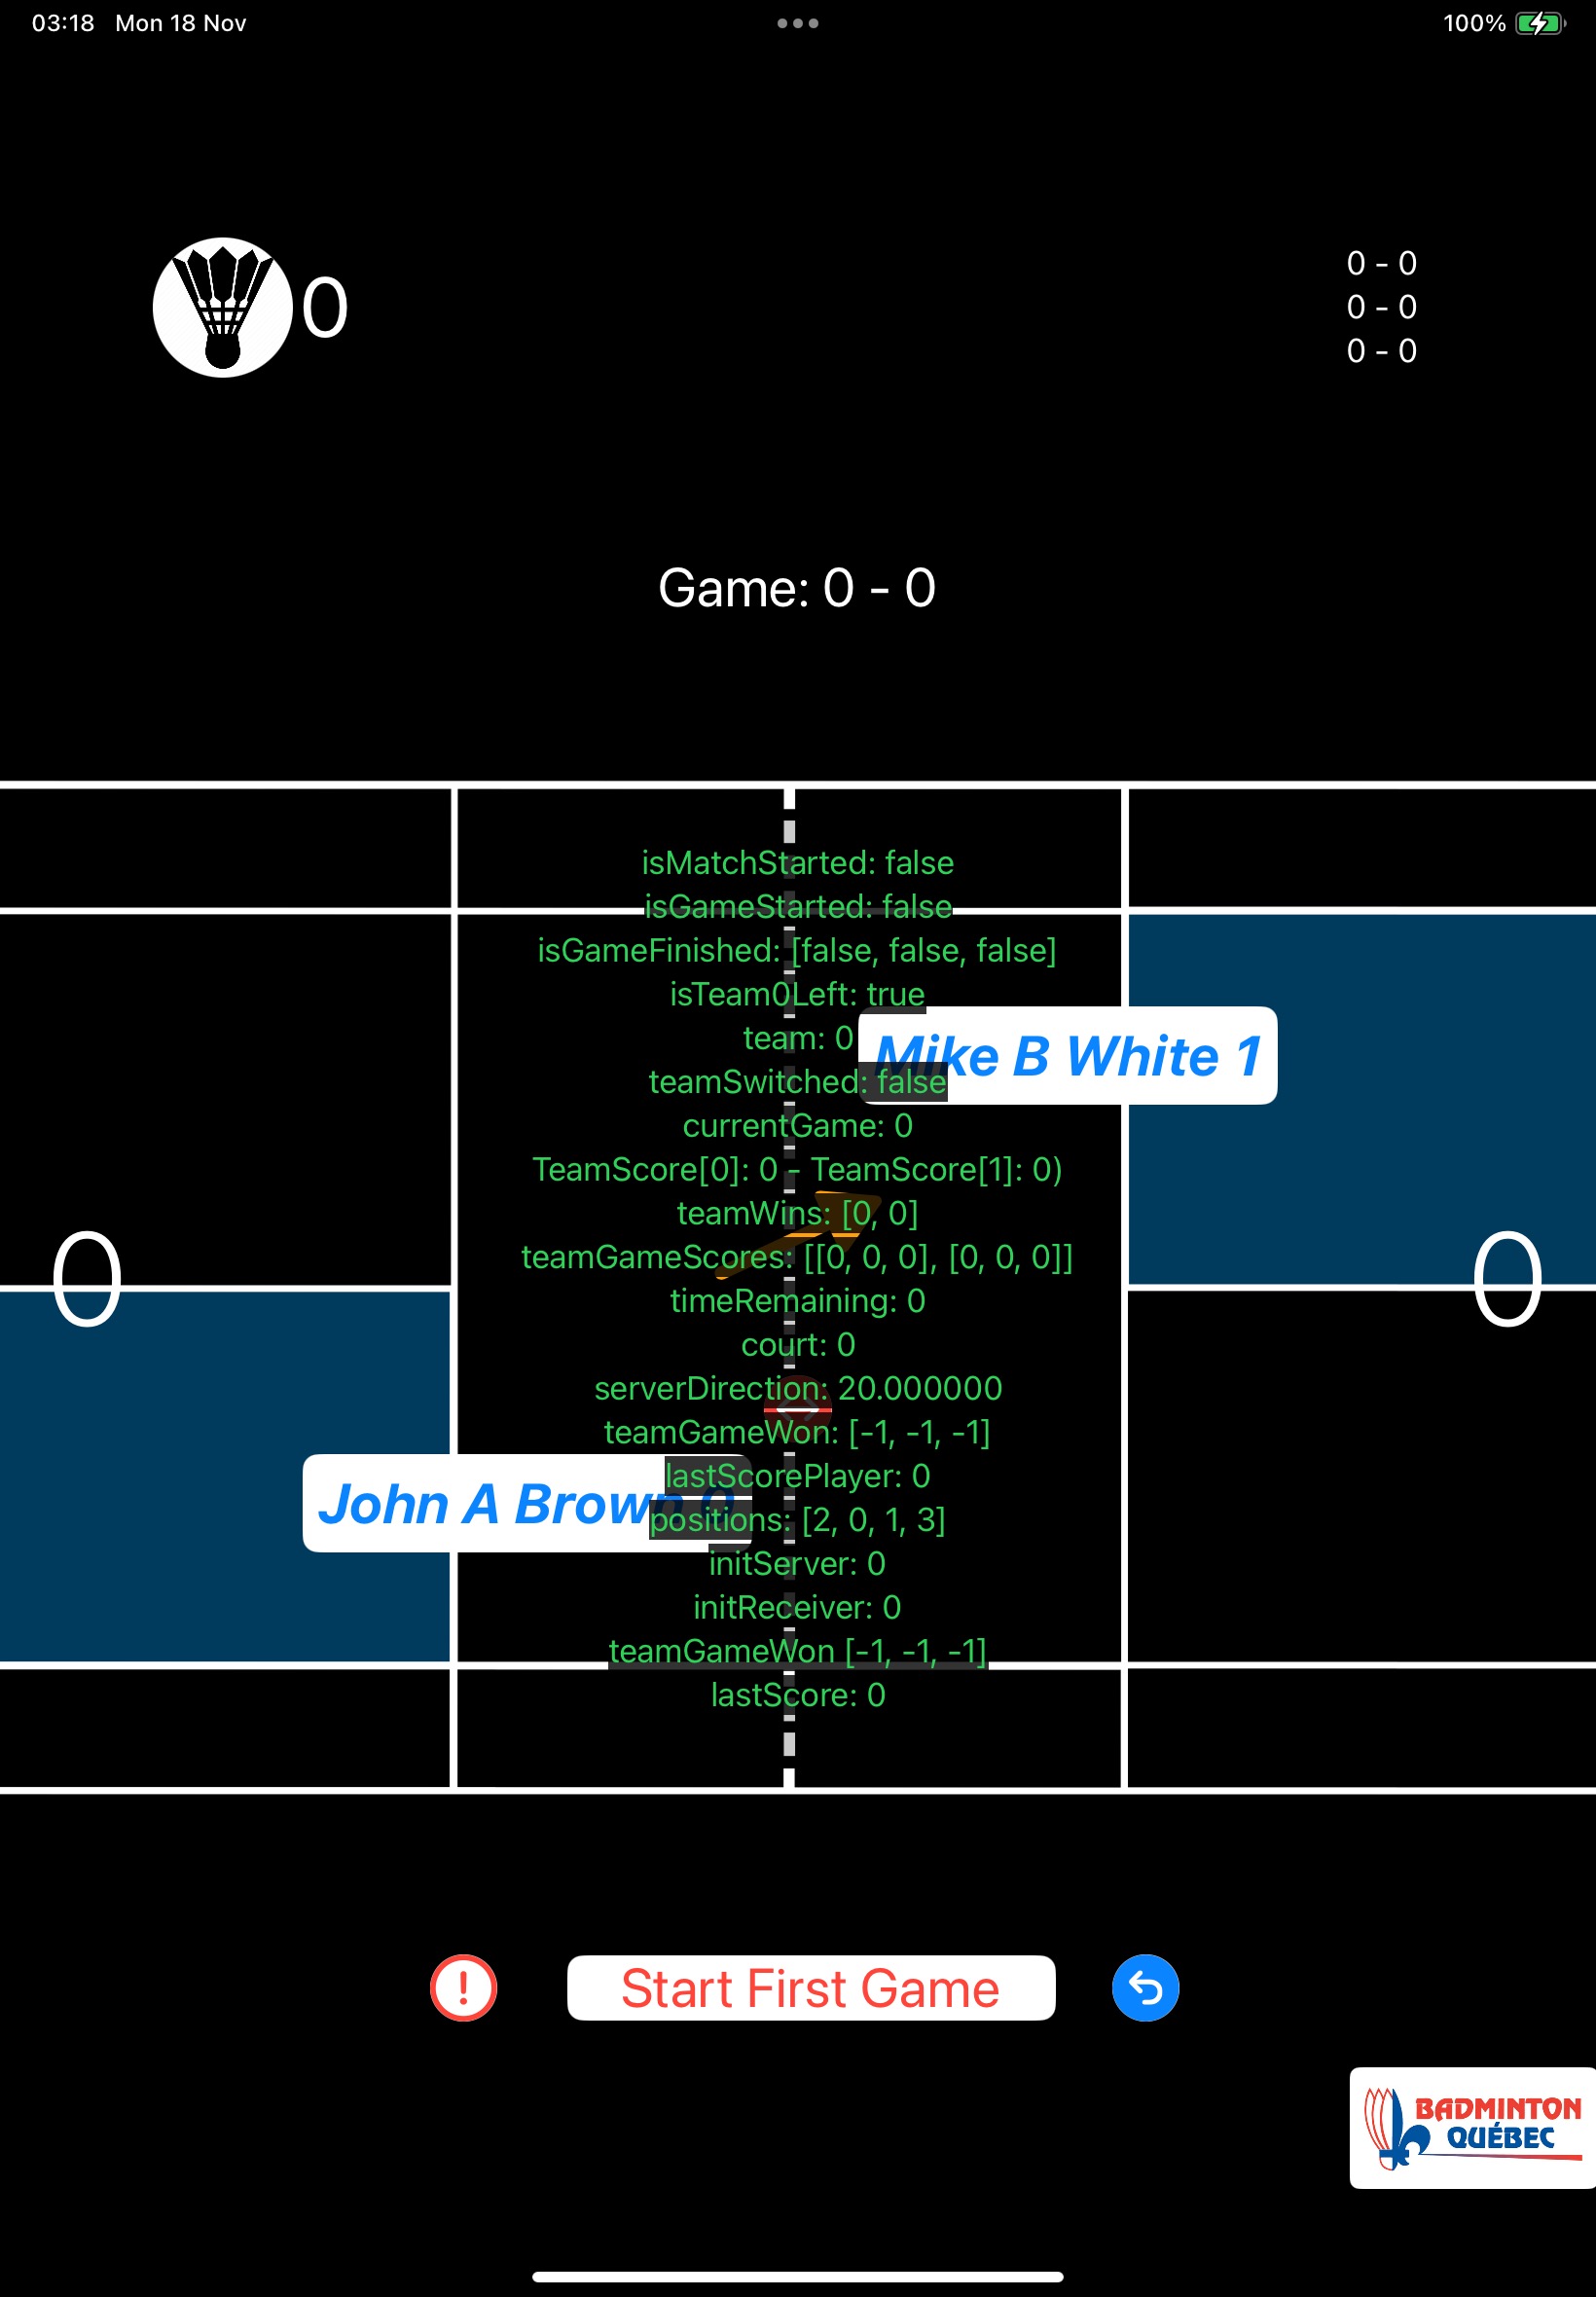 03:18 Mon 18 Nov
100%
0
0 - 0
0 - 0
0 - 0
Game: 0 - 0
isMatchStarted: false
isGameStarted: false
isGameFinished: [false, false, false]
isTeam0Left: true
team: 0
Mike B White 1
teamSwitched: false
currentGame: 0
TeamScore[0]: 0 - TeamScore[1]: 0)
teamWins: [0, 0]
teamGameScores: [[0, 0, 0], [0, 0, 0]]
0
0
timeRemaining: 0
court: 0
serverDirection: 20.000000
teamGameWon: [-1, -1, -1]
lastScorePlayer: 0
John A Brown 0
positions: [2, 0, 1, 3]
initServer: 0
initReceiver: 0
teamGameWon [-1, -1, -1]
lastScore: 0
Start First Game
BADMINTON
QUÉBEC